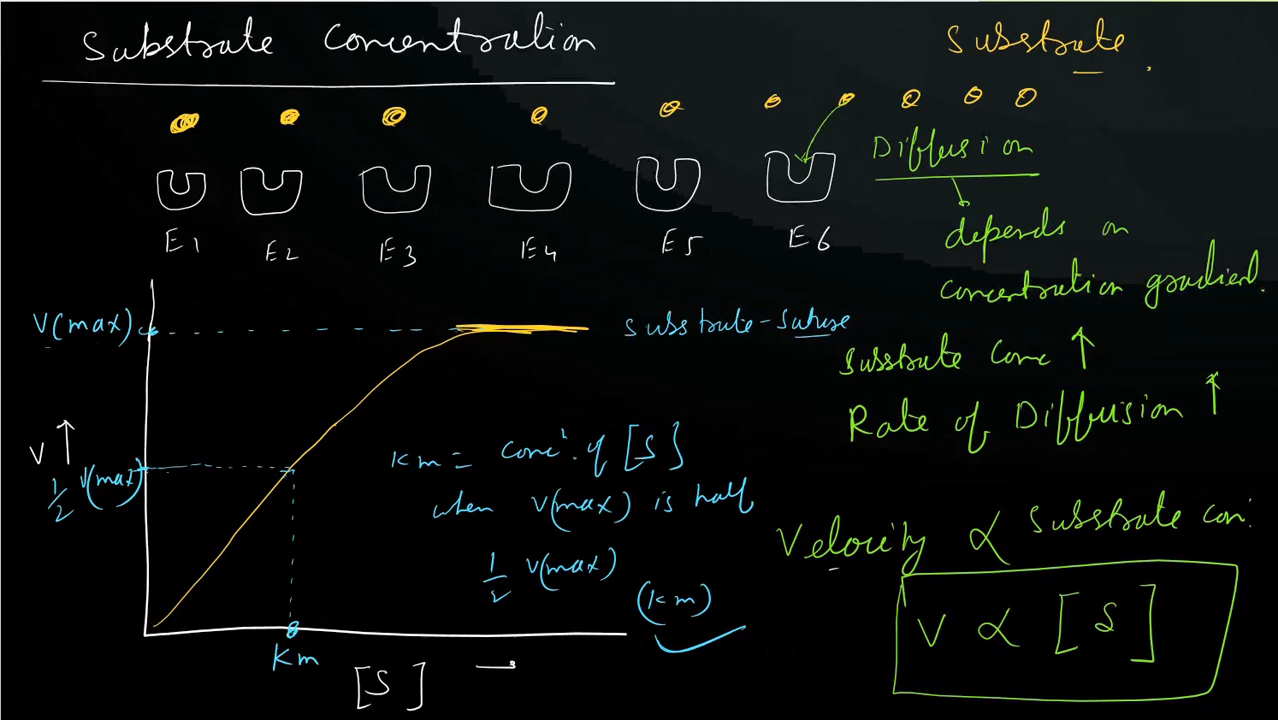 Substrate Concentration
Substrate.
Diffusion
depends on
concentration gradient.
E1 E2 E3 E4 E5 E6
V(max)
Substrate-
Substrate Conc ↑
Rate of Diffusion ↑
V ↑
1/2 V(max)
Km = Conc. of [S]
when V(max) is half
1/2 V(max)
(Km)
Velocity ∝ Substrate con.
V ∝ [S]
Km
[S] →